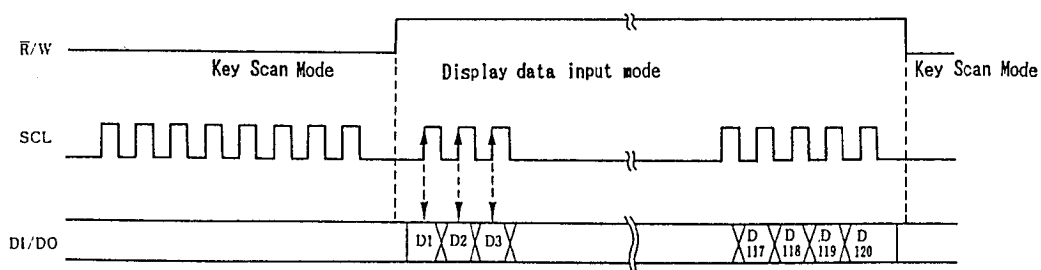 R̅/W
Key Scan Mode
Display data input mode
Key Scan Mode
SCL
DI/DO
D1
D2
D3
D
117
D
118
D
119
D
120